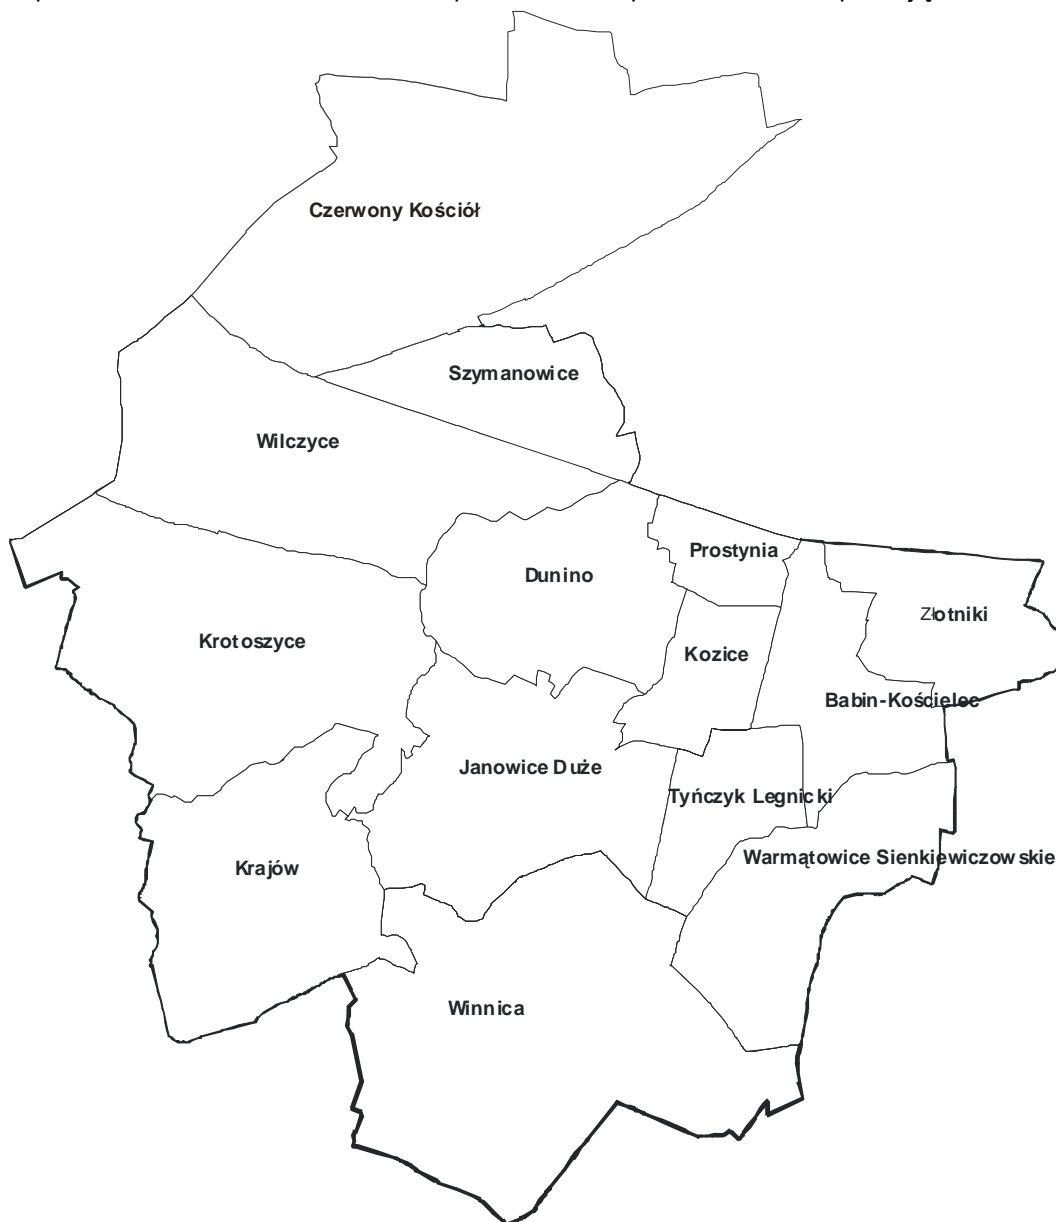 Czerwony Kościół
Szymanowice
Wilczyce
Prostynia
Dunino
Złotniki
Krotoszyce
Kozice
Babin-Kościelec
Janowice Duże
Tyńczyk Legnicki
Warmątowice Sienkiewiczowskie
Krajów
Winnica